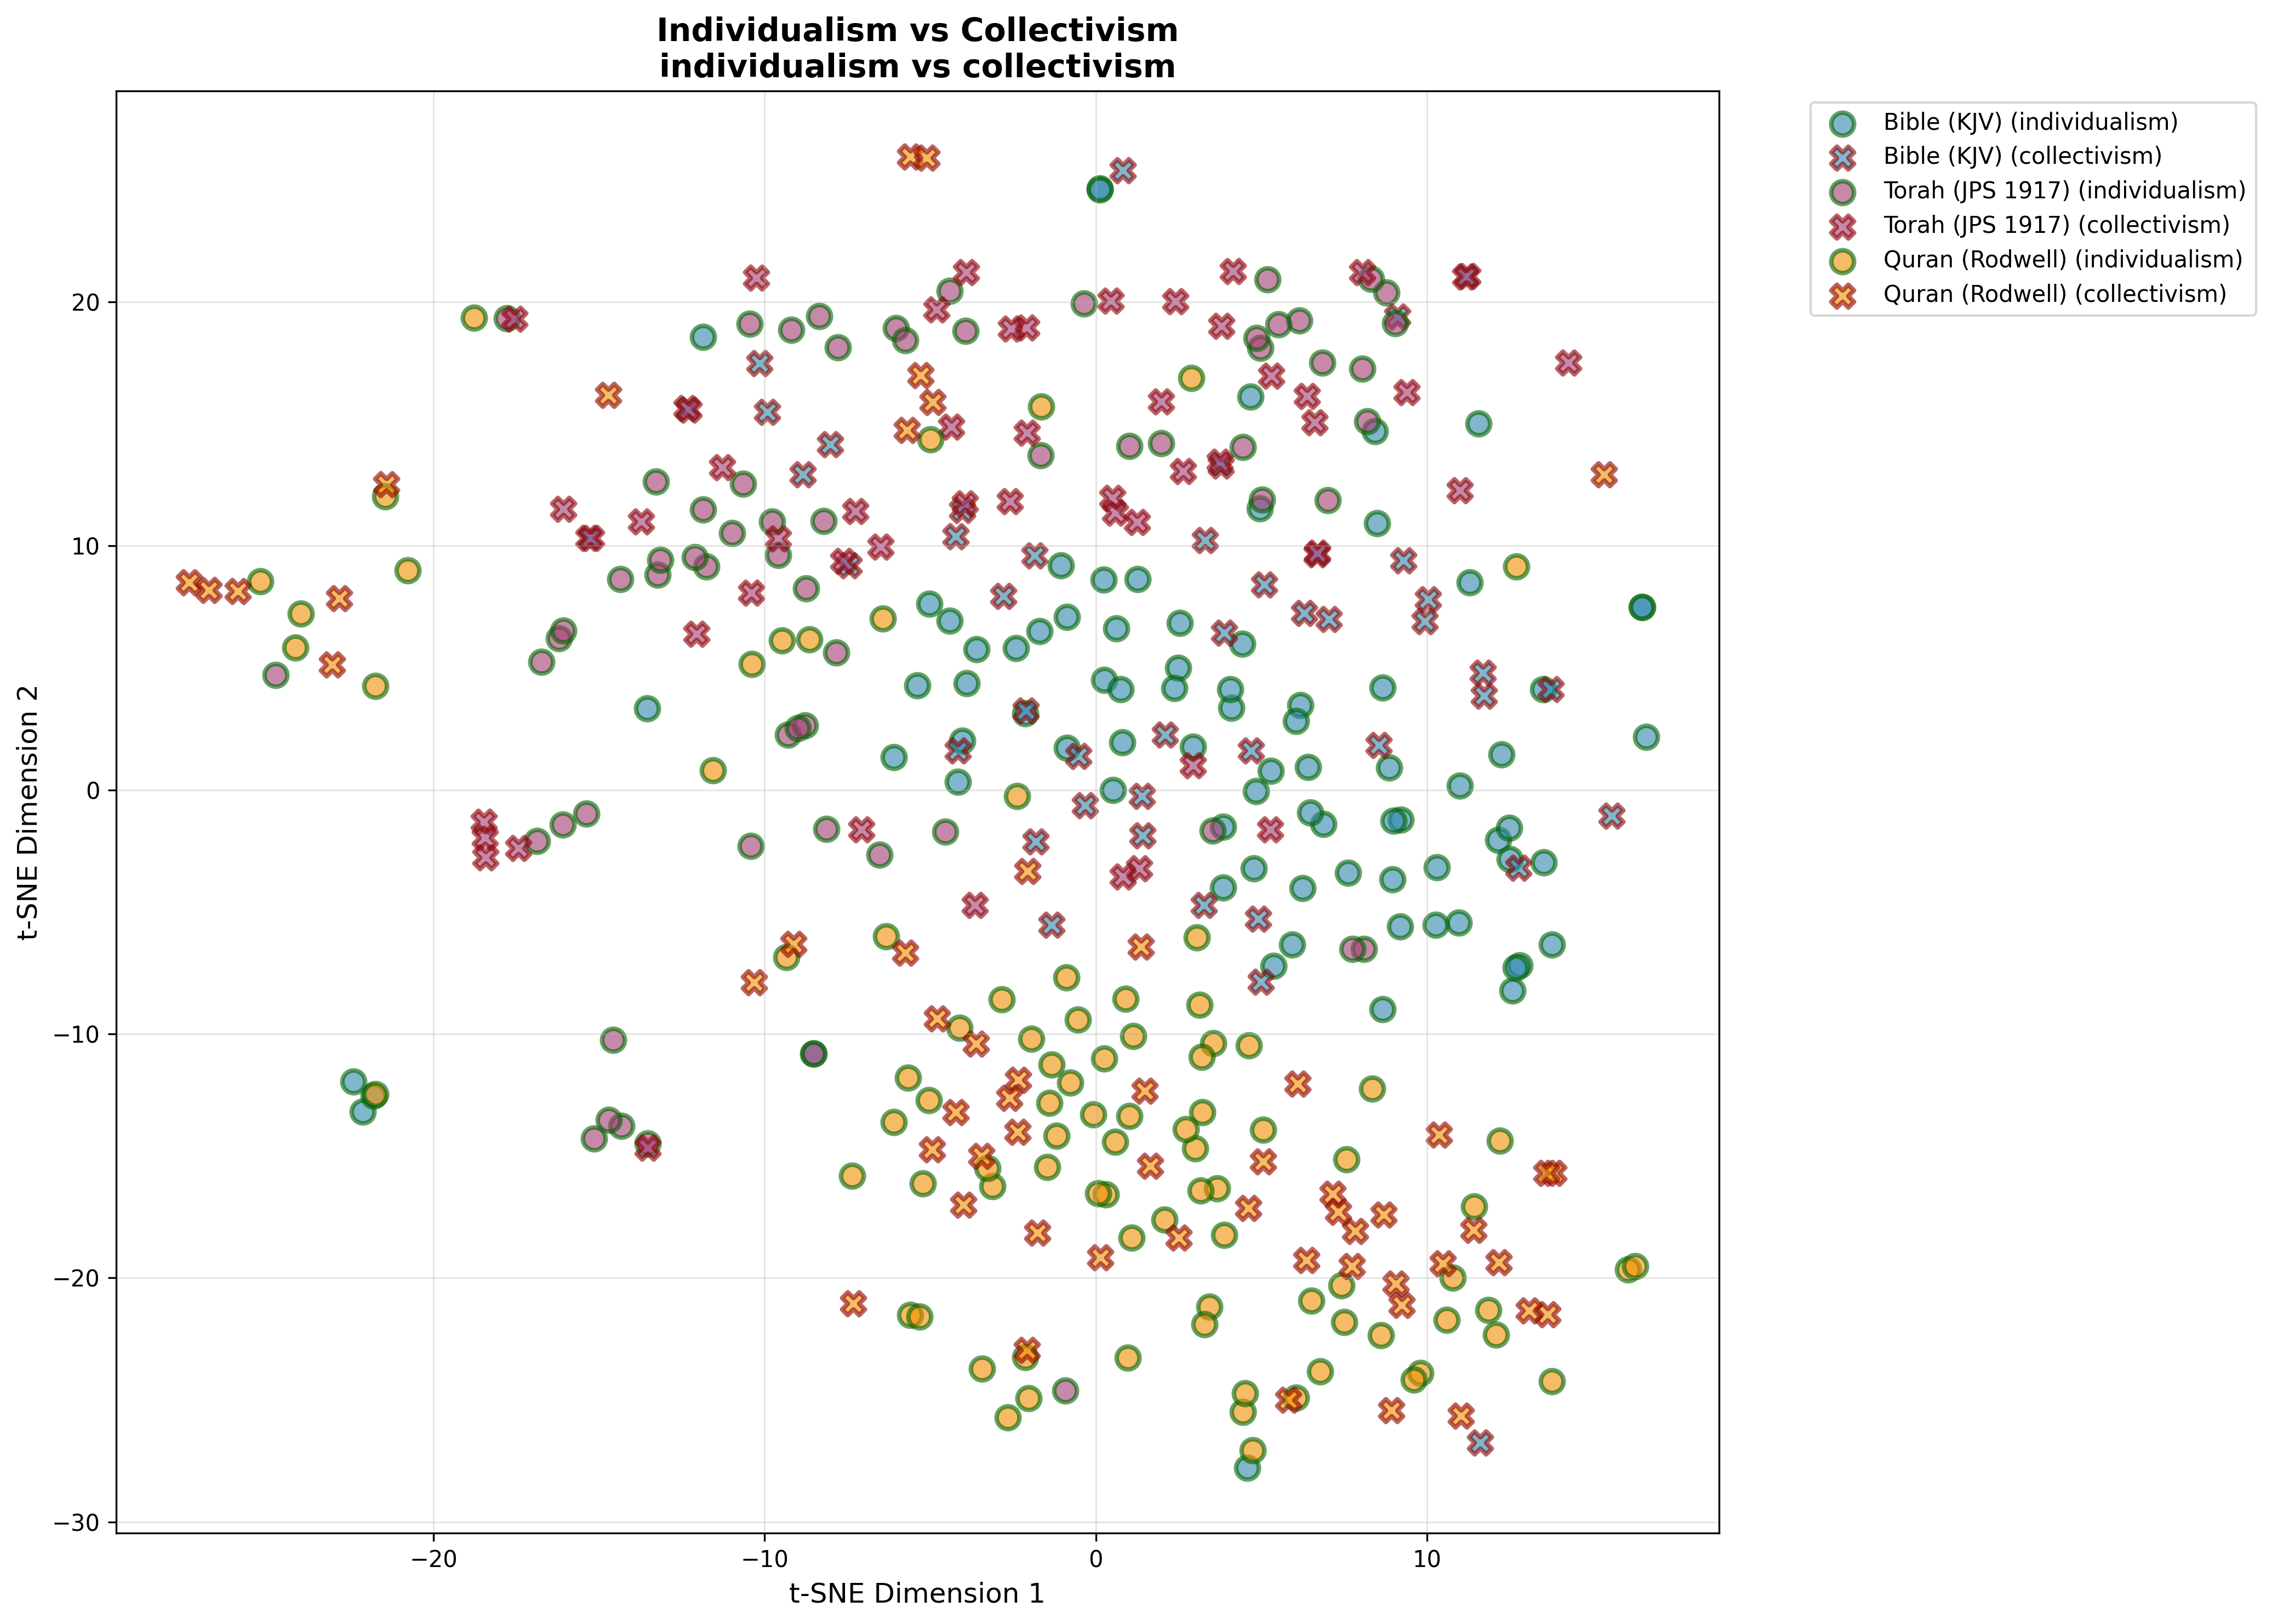 Individualism vs Collectivism
individualism vs collectivism
Bible (KJV) (individualism)
Bible (KJV) (collectivism)
Torah (JPS 1917) (individualism)
Torah (JPS 1917) (collectivism)
Quran (Rodwell) (individualism)
Quran (Rodwell) (collectivism)
t-SNE Dimension 2
20
10
0
−10
−20
−30
−20
−10
0
10
t-SNE Dimension 1